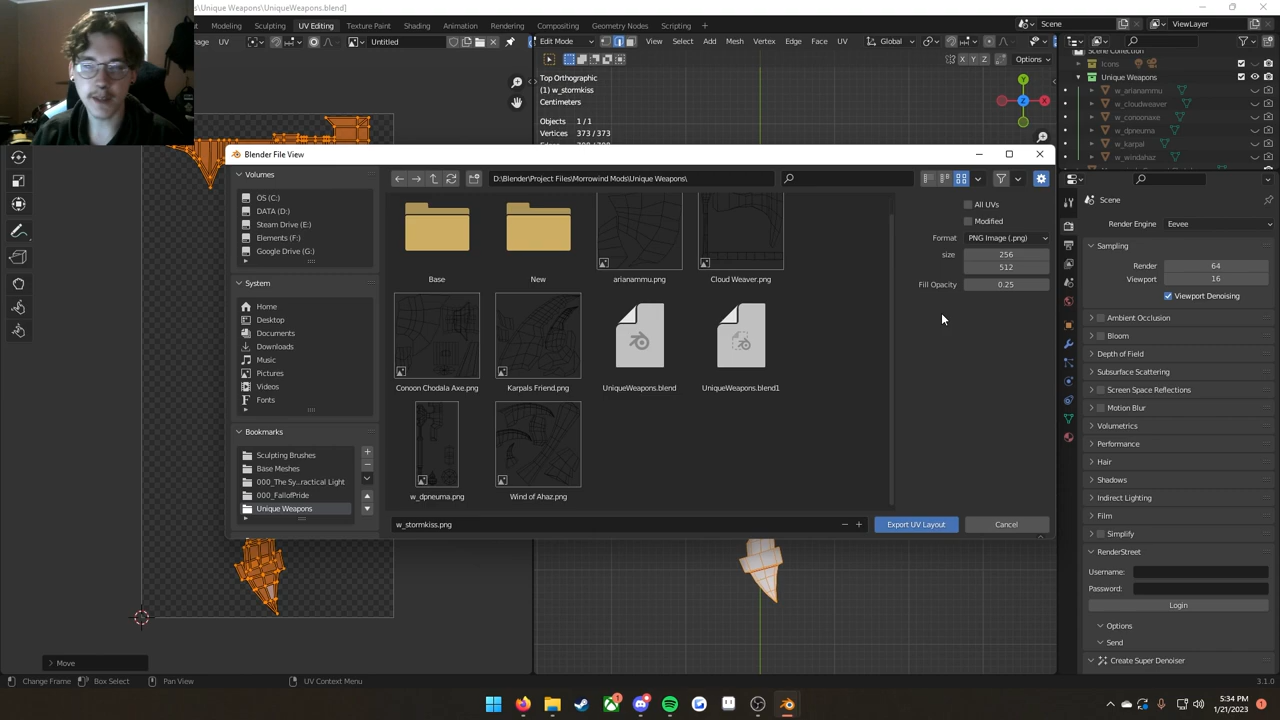 s\Unique Weapons\UniqueWeapons.blend]
Modeling Sculpting UV Editing Texture Paint Shading Animation Rendering Compositing Geometry Nodes Scripting
Scene ViewLayer
mage UV Untitled
Edit Mode View Select Add Mesh Vertex Edge Face UV Global
X Y Z Options
Scene Collection
Icons
Unique Weapons
w_arianammu
w_cloudweaver
w_conoonaxe
w_dpneuma
w_karpal
w_windahaz
Top Orthographic
(1) w_stormkiss
Centimeters
Objects 1 / 1
Vertices 373 / 373
Y
X
Z
Blender File View
Volumes
OS (C:)
DATA (D:)
Steam Drive (E:)
Elements (F:)
Google Drive (G:)
System
Home
Desktop
Documents
Downloads
Music
Pictures
Videos
Fonts
Bookmarks
Sculpting Brushes
Base Meshes
000_The Sy...ractical Light
000_FallofPride
Unique Weapons
D:\Blender\Project Files\Morrowind Mods\Unique Weapons\
Base
New
arianammu.png
Cloud Weaver.png
Conoon Chodala Axe.png
Karpals Friend.png
UniqueWeapons.blend
UniqueWeapons.blend1
w_dpneuma.png
Wind of Ahaz.png
All UVs
Modified
Format PNG Image (.png)
size 256
512
Fill Opacity 0.25
w_stormkiss.png
Export UV Layout
Cancel
Scene
Render Engine Eevee
Sampling
Render 64
Viewport 16
Viewport Denoising
Ambient Occlusion
Bloom
Depth of Field
Subsurface Scattering
Screen Space Reflections
Motion Blur
Volumetrics
Performance
Hair
Shadows
Indirect Lighting
Film
Simplify
RenderStreet
Username:
Password:
Login
Options
Send
Create Super Denoiser
Move
Change Frame Box Select Pan View UV Context Menu
3.1.0
5:34 PM
1/21/2023